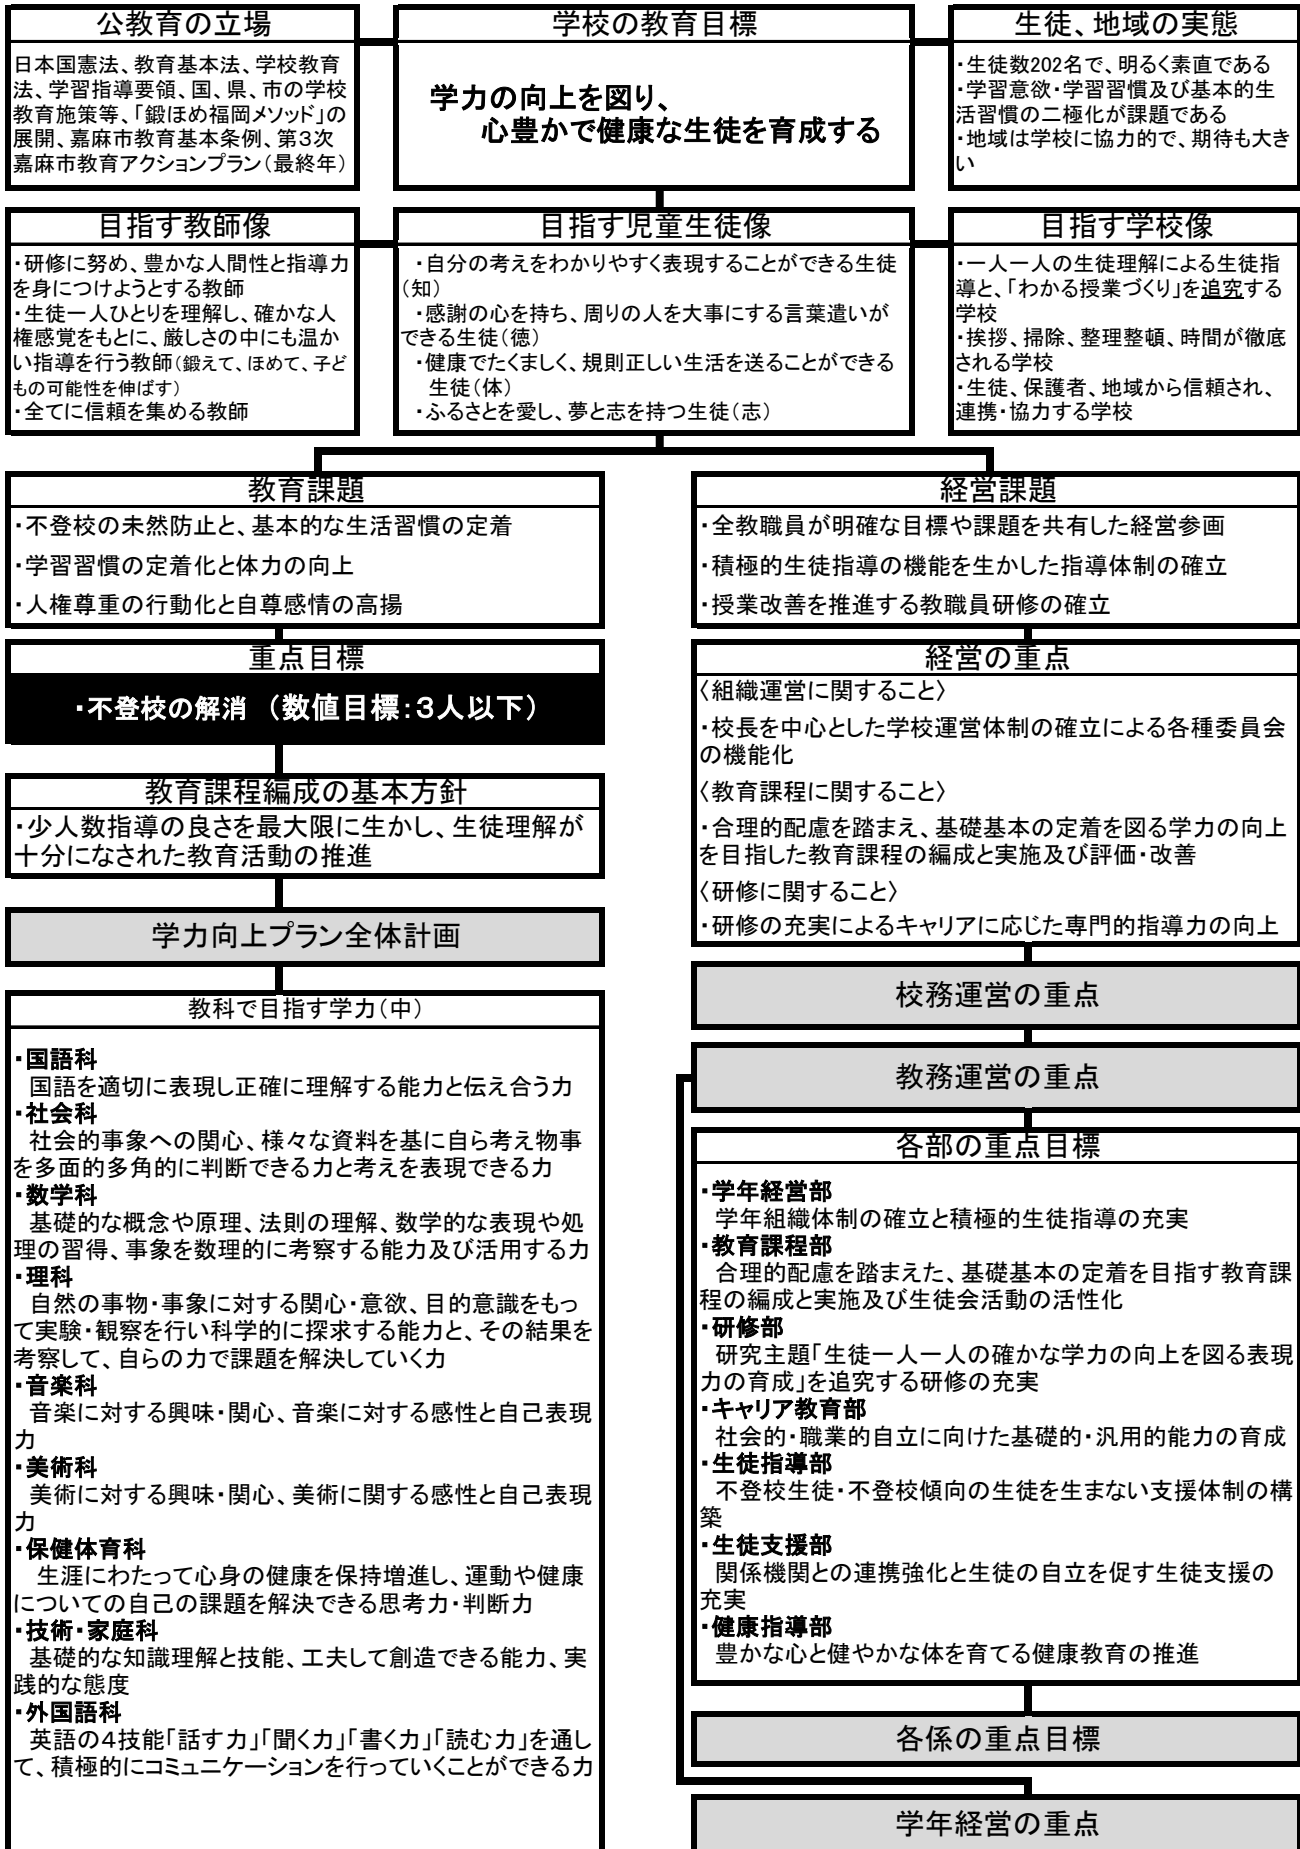 公教育の立場
日本国憲法、教育基本法、学校教育
法、学習指導要領、国、県、市の学校
教育施策等、「鍛ほめ福岡メソッド」の
展開、嘉麻市教育基本条例、第3次
嘉麻市教育アクションプラン（最終年）
学校の教育目標
学力の向上を図り、
心豊かで健康な生徒を育成する
生徒、地域の実態
・生徒数202名で、明るく素直である
・学習意欲・学習習慣及び基本的生
活習慣の二極化が課題である
・地域は学校に協力的で、期待も大き
い
目指す教師像
・研修に努め、豊かな人間性と指導力
を身につけようとする教師
・生徒一人ひとりを理解し、確かな人
権感覚をもとに、厳しさの中にも温か
い指導を行う教師（鍛えて、ほめて、子ど
もの可能性を伸ばす）
・全てに信頼を集める教師
目指す児童生徒像
・自分の考えをわかりやすく表現することができる生徒
（知）
・感謝の心を持ち、周りの人を大事にする言葉遣いが
できる生徒（徳）
・健康でたくましく、規則正しい生活を送ることができる
生徒（体）
・ふるさとを愛し、夢と志を持つ生徒（志）
目指す学校像
・一人一人の生徒理解による生徒指
導と、「わかる授業づくり」を追究する
学校
・挨拶、掃除、整理整頓、時間が徹底
される学校
・生徒、保護者、地域から信頼され、
連携・協力する学校
教育課題
・不登校の未然防止と、基本的な生活習慣の定着
・学習習慣の定着化と体力の向上
・人権尊重の行動化と自尊感情の高揚
重点目標
・不登校の解消　（数値目標：３人以下）
教育課程編成の基本方針
・少人数指導の良さを最大限に生かし、生徒理解が
十分になされた教育活動の推進
学力向上プラン全体計画
教科で目指す学力（中）
・国語科
国語を適切に表現し正確に理解する能力と伝え合う力
・社会科
社会的事象への関心、様々な資料を基に自ら考え物事
を多面的多角的に判断できる力と考えを表現できる力
・数学科
基礎的な概念や原理、法則の理解、数学的な表現や処
理の習得、事象を数理的に考察する能力及び活用する力
・理科
自然の事物・事象に対する関心・意欲、目的意識をもっ
て実験・観察を行い科学的に探求する能力と、その結果を
考察して、自らの力で課題を解決していく力
・音楽科
音楽に対する興味・関心、音楽に対する感性と自己表現
力
・美術科
美術に対する興味・関心、美術に関する感性と自己表現
力
・保健体育科
生涯にわたって心身の健康を保持増進し、運動や健康
についての自己の課題を解決できる思考力・判断力
・技術・家庭科
基礎的な知識理解と技能、工夫して創造できる能力、実
践的な態度
・外国語科
英語の４技能「話す力」「聞く力」「書く力」「読む力」を通し
て、積極的にコミュニケーションを行っていくことができる力
経営課題
・全教職員が明確な目標や課題を共有した経営参画
・積極的生徒指導の機能を生かした指導体制の確立
・授業改善を推進する教職員研修の確立
経営の重点
〈組織運営に関すること〉
・校長を中心とした学校運営体制の確立による各種委員会
の機能化
〈教育課程に関すること〉
・合理的配慮を踏まえ、基礎基本の定着を図る学力の向上
を目指した教育課程の編成と実施及び評価・改善
〈研修に関すること〉
・研修の充実によるキャリアに応じた専門的指導力の向上
校務運営の重点
教務運営の重点
各部の重点目標
・学年経営部
学年組織体制の確立と積極的生徒指導の充実
・教育課程部
合理的配慮を踏まえた、基礎基本の定着を目指す教育課
程の編成と実施及び生徒会活動の活性化
・研修部
研究主題「生徒一人一人の確かな学力の向上を図る表現
力の育成」を追究する研修の充実
・キャリア教育部
社会的・職業的自立に向けた基礎的・汎用的能力の育成
・生徒指導部
不登校生徒・不登校傾向の生徒を生まない支援体制の構
築
・生徒支援部
関係機関との連携強化と生徒の自立を促す生徒支援の
充実
・健康指導部
豊かな心と健やかな体を育てる健康教育の推進
各係の重点目標
学年経営の重点